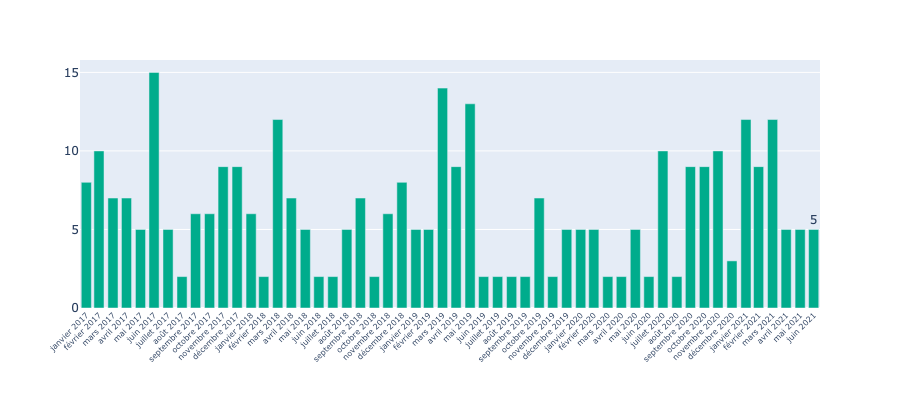 15
10
5
0
5
janvier 2017
février 2017
mars 2017
avril 2017
mai 2017
juin 2017
juillet 2017
août 2017
septembre 2017
octobre 2017
novembre 2017
décembre 2017
janvier 2018
février 2018
mars 2018
avril 2018
mai 2018
juin 2018
juillet 2018
août 2018
septembre 2018
octobre 2018
novembre 2018
décembre 2018
janvier 2019
février 2019
mars 2019
avril 2019
mai 2019
juin 2019
juillet 2019
août 2019
septembre 2019
octobre 2019
novembre 2019
décembre 2019
janvier 2020
février 2020
mars 2020
avril 2020
mai 2020
juin 2020
juillet 2020
août 2020
septembre 2020
octobre 2020
novembre 2020
décembre 2020
janvier 2021
février 2021
mars 2021
avril 2021
mai 2021
juin 2021